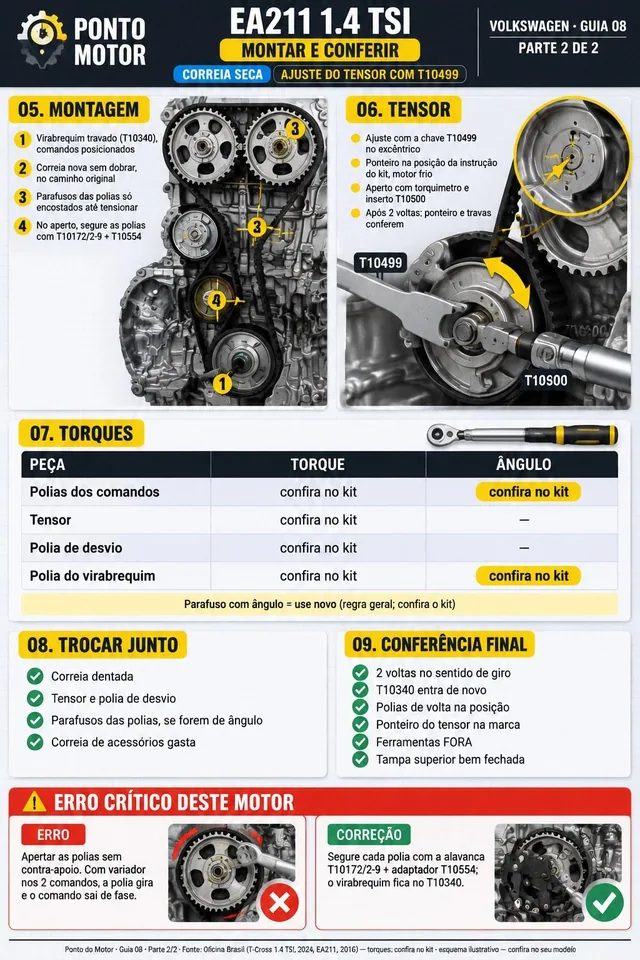 PONTO
MOTOR
EA211 1.4 TSI
MONTAR E CONFERIR
CORREIA SECA
AJUSTE DO TENSOR COM T10499
VOLKSWAGEN · GUIA 08
PARTE 2 DE 2
05. MONTAGEM
1 Virabrequim travado (T10340),
comandos posicionados
2 Correia nova sem dobrar,
no caminho original
3 Parafusos das polias só
encostados até tensionar
4 No aperto, segure as polias
com T10172/2-9 + T10554
3
3
4
1
06. TENSOR
Ajuste com a chave T10499
no excêntrico
Ponteiro na posição da instrução
do kit, motor frio
Aperto com torquímetro e
inserto T10500
Após 2 voltas: ponteiro e travas
conferem
T10499
T10S00
07. TORQUES
PEÇA TORQUE ÂNGULO
Polias dos comandos confira no kit confira no kit
Tensor confira no kit —
Polia de desvio confira no kit —
Polia do virabrequim confira no kit confira no kit
Parafuso com ângulo = use novo (regra geral; confira o kit)
08. TROCAR JUNTO
Correia dentada
Tensor e polia de desvio
Parafusos das polias, se forem de ângulo
Correia de acessórios gasta
09. CONFERÊNCIA FINAL
2 voltas no sentido de giro
T10340 entra de novo
Polias de volta na posição
Ponteiro do tensor na marca
Ferramentas FORA
Tampa superior bem fechada
ERRO CRÍTICO DESTE MOTOR
ERRO
Apertar as polias sem
contra-apoio. Com variador
nos 2 comandos, a polia gira
e o comando sai de fase.
CORREÇÃO
Segure cada polia com a alavanca
T10172/2-9 + adaptador T10554;
o virabrequim fica no T10340.
Ponto do Motor · Guia 08 · Parte 2/2 · Fonte: Oficina Brasil (T-Cross 1.4 TSI, 2024, EA211, 2016) — torques: confira no kit · esquema ilustrativo — confira no seu modelo